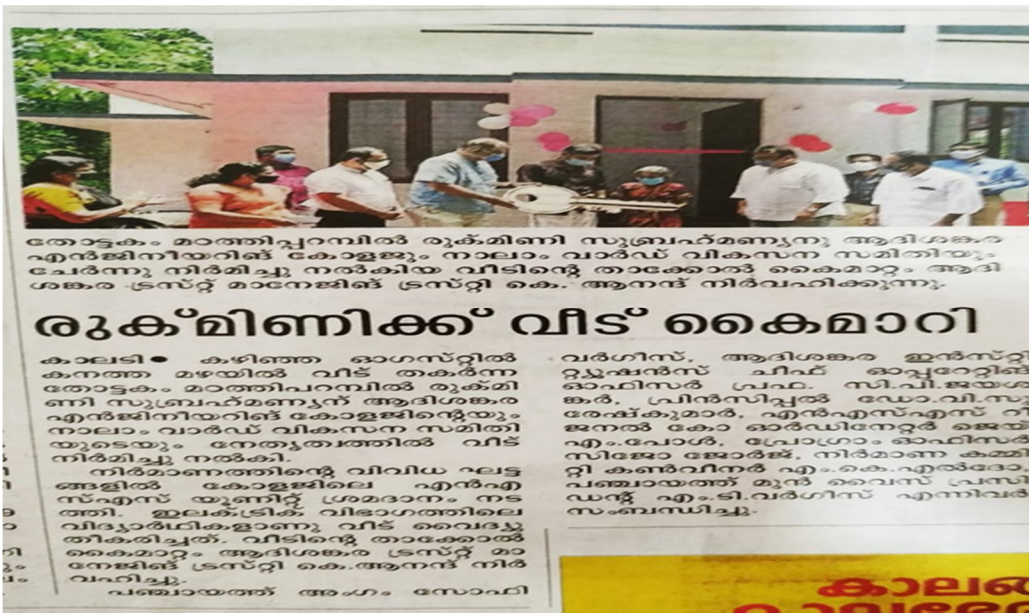 തോട്ടകം മാത്തിപ്പറമ്പിൽ രുക്മിണി സുബ്രഹ്മണ്യനു ആദിശങ്കര
എൻജിനീയറിങ് കോളജും നാലാം വാർഡ് വികസന സമിതിയും
ചേർന്നു നിർമിച്ചു നൽകിയ വീടിന്റെ താക്കോൽ കൈമാറ്റം ആദി
ശങ്കര ട്രസ്റ്റ് മാനേജിങ് ട്രസ്റ്റി കെ. ആനന്ദ് നിർവഹിക്കുന്നു.
രുക്മിണിക്ക് വീട് കൈമാറി
കാലടി● കഴിഞ്ഞ ഓഗസ്റ്റിൽ
കനത്ത മഴയിൽ വീട് തകർന്ന
തോട്ടകം മാത്തിപറമ്പിൽ രുക്മി
ണി സുബ്രഹ്മണ്യന് ആദിശങ്കര
എൻജിനീയറിങ് കോളജിന്റെയും
നാലാം വാർഡ് വികസന സമിതി
യുടെയും നേതൃത്വത്തിൽ വീട്
നിർമിച്ചു നൽകി.
നിർമാണത്തിന്റെ വിവിധ ഘട്ട
ങ്ങളിൽ കോളജിലെ എൻഎ
സ്എസ് യൂണിറ്റ് ശ്രമദാനം നട
ത്തി. ഇലക്ട്രിക് വിഭാഗത്തിലെ
വിദ്യാർഥികളാണു വീട് വൈദ്യു
തീകരിച്ചത്. വീടിന്റെ താക്കോൽ
കൈമാറ്റം ആദിശങ്കര ട്രസ്റ്റ് മാ
നേജിങ് ട്രസ്റ്റി കെ.ആനന്ദ് നിർ
വഹിച്ചു.
പഞ്ചായത്ത് അംഗം സോഫി
വർഗീസ്, ആദിശങ്കര ഇൻസ്റ്റി
റ്റ്യൂഷൻസ് ചീഫ് ഓപ്പറേറ്റിങ്
ഓഫിസർ പ്രഫ. സി.പി.ജയശ
ങ്കർ, പ്രിൻസിപ്പൽ ഡോ.വി.സു
രേഷ്കുമാർ, എൻഎസ്എസ് റീ
ജനൽ കോ ഓർഡിനേറ്റർ ജെയ്
എം.പോൾ, പ്രോഗ്രാം ഓഫിസർ
സിജോ ജോർജ്, നിർമാണ കമ്മി
റ്റി കൺവീനർ എം.കെ.എൽദോ,
പഞ്ചായത്ത് മുൻ വൈസ് പ്രസി
ഡന്റ് എം.ടി.വർഗീസ് എന്നിവർ
സംബന്ധിച്ചു.